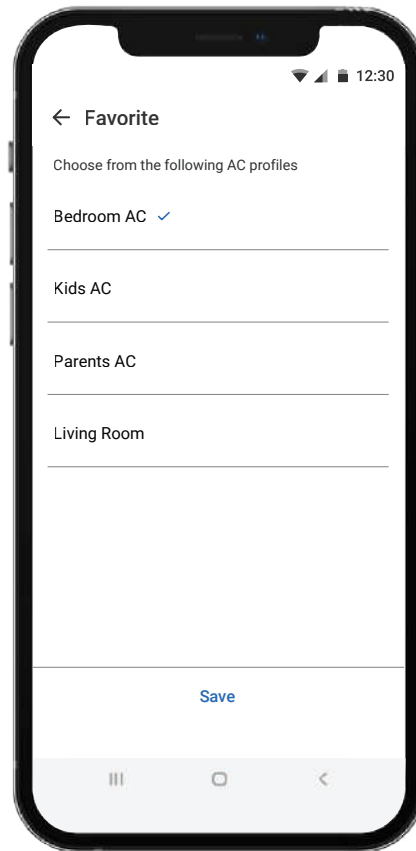 12:30
Favorite
Choose from the following AC profiles
Bedroom AC
Kids AC
Parents AC
Living Room
Save